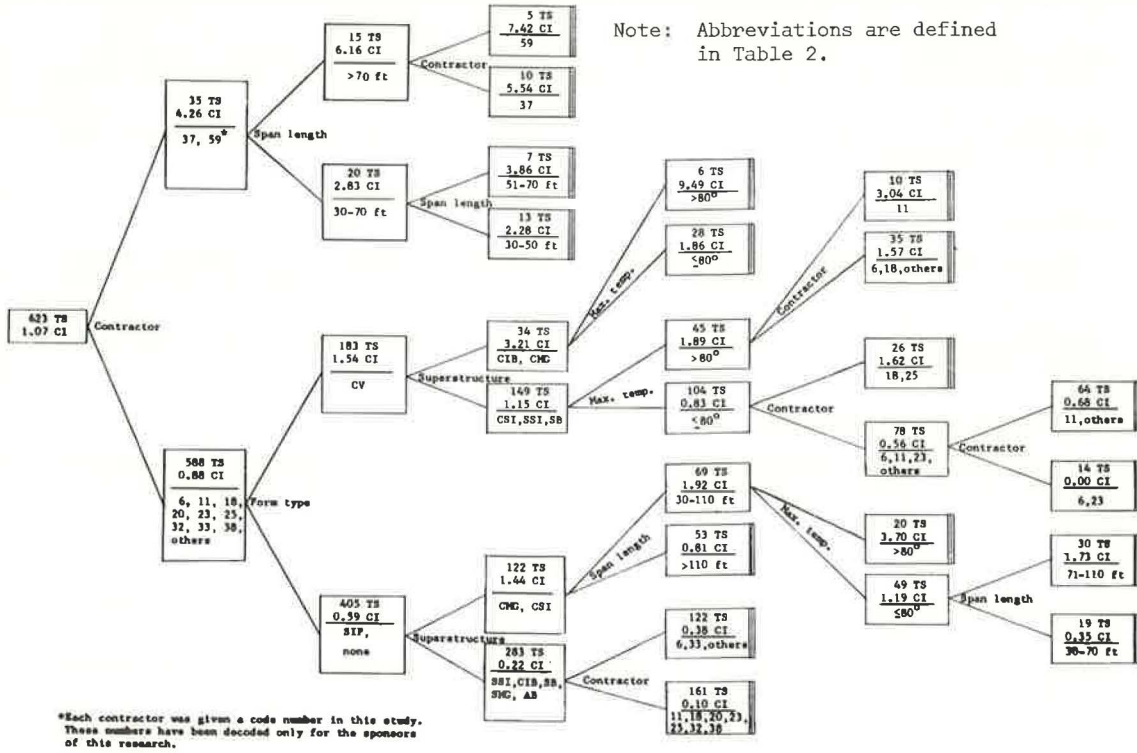 Note: Abbreviations are defined
in Table 2.
623 TS
1.07 CI
Contractor
35 TS
4.26 CI
37, 59*
Span length
15 TS
6.16 CI
>70 ft
Contractor
5 TS
7.42 CI
59
10 TS
5.54 CI
37
20 TS
2.83 CI
30-70 ft
Span length
7 TS
3.86 CI
51-70 ft
13 TS
2.28 CI
30-50 ft
588 TS
0.88 CI
6, 11, 18,
20, 23, 25,
32, 33, 38,
others
Form type
183 TS
1.54 CI
CV
Superstructure
34 TS
3.21 CI
CIB, CMG
Max. temp.
6 TS
9.49 CI
>80°
28 TS
1.86 CI
≤80°
149 TS
1.15 CI
CSI,SSI,SB
Max. temp.
45 TS
1.89 CI
>80°
Contractor
10 TS
3.04 CI
11
35 TS
1.57 CI
6,18,others
104 TS
0.83 CI
≤80°
Contractor
26 TS
1.62 CI
18,25
78 TS
0.56 CI
6,11,23,
others
Contractor
64 TS
0.68 CI
11,others
14 TS
0.00 CI
6,23
405 TS
0.59 CI
SIP,
none
Superstructure
122 TS
1.44 CI
CMG, CSI
Span length
69 TS
1.92 CI
30-110 ft
Max. temp.
20 TS
3.70 CI
>80°
49 TS
1.19 CI
≤80°
Span length
30 TS
1.73 CI
71-110 ft
19 TS
0.35 CI
38-70 ft
53 TS
0.81 CI
>110 ft
283 TS
0.22 CI
SSI,CIB,SB,
SMG, AB
Contractor
122 TS
0.38 CI
6,33,others
161 TS
0.10 CI
11,18,20,23,
25,32,38
*Each contractor was given a code number in this study.
These numbers have been decoded only for the sponsors
of this research.